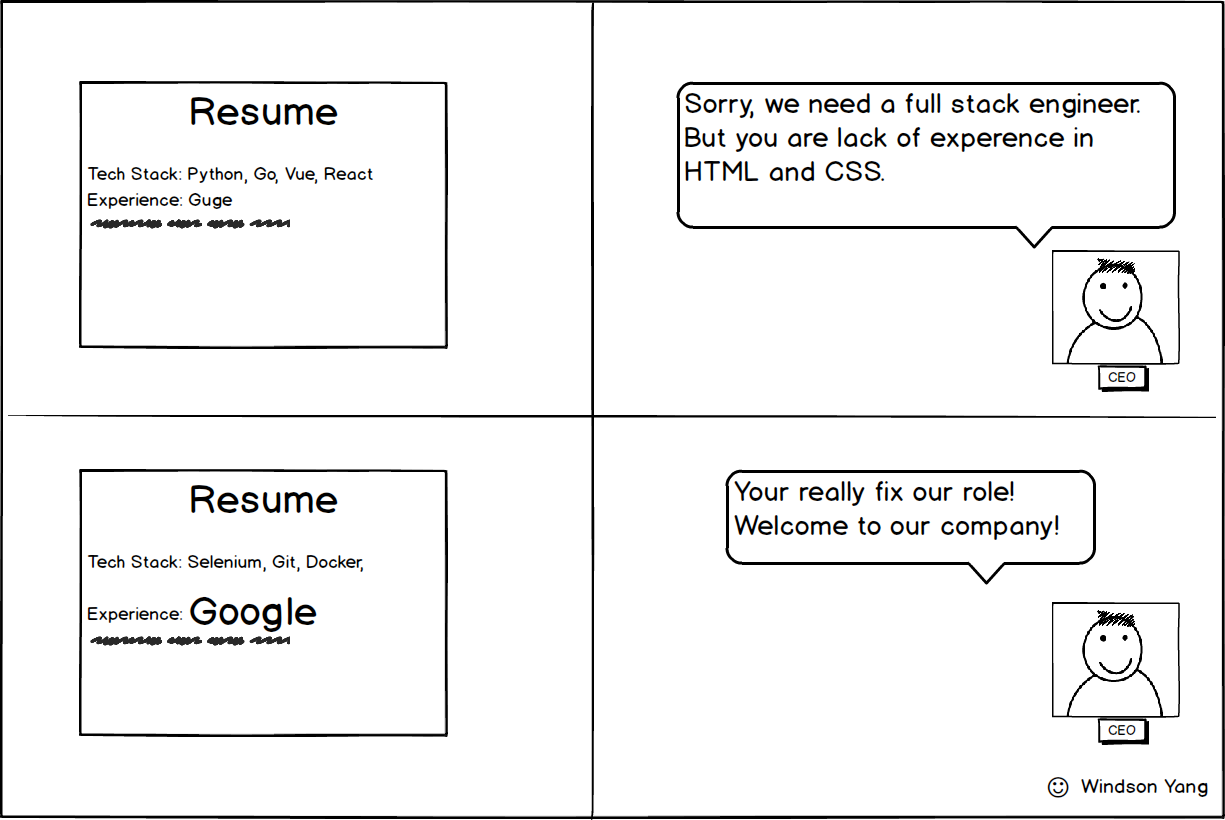 Resume
Tech Stack: Python, Go, Vue, React
Experience: Guge
Sorry, we need a full stack engineer.
But you are lack of experence in
HTML and CSS.
CEO
Resume
Tech Stack: Selenium, Git, Docker,
Experience: Google
Your really fix our role!
Welcome to our company!
CEO
Windson Yang